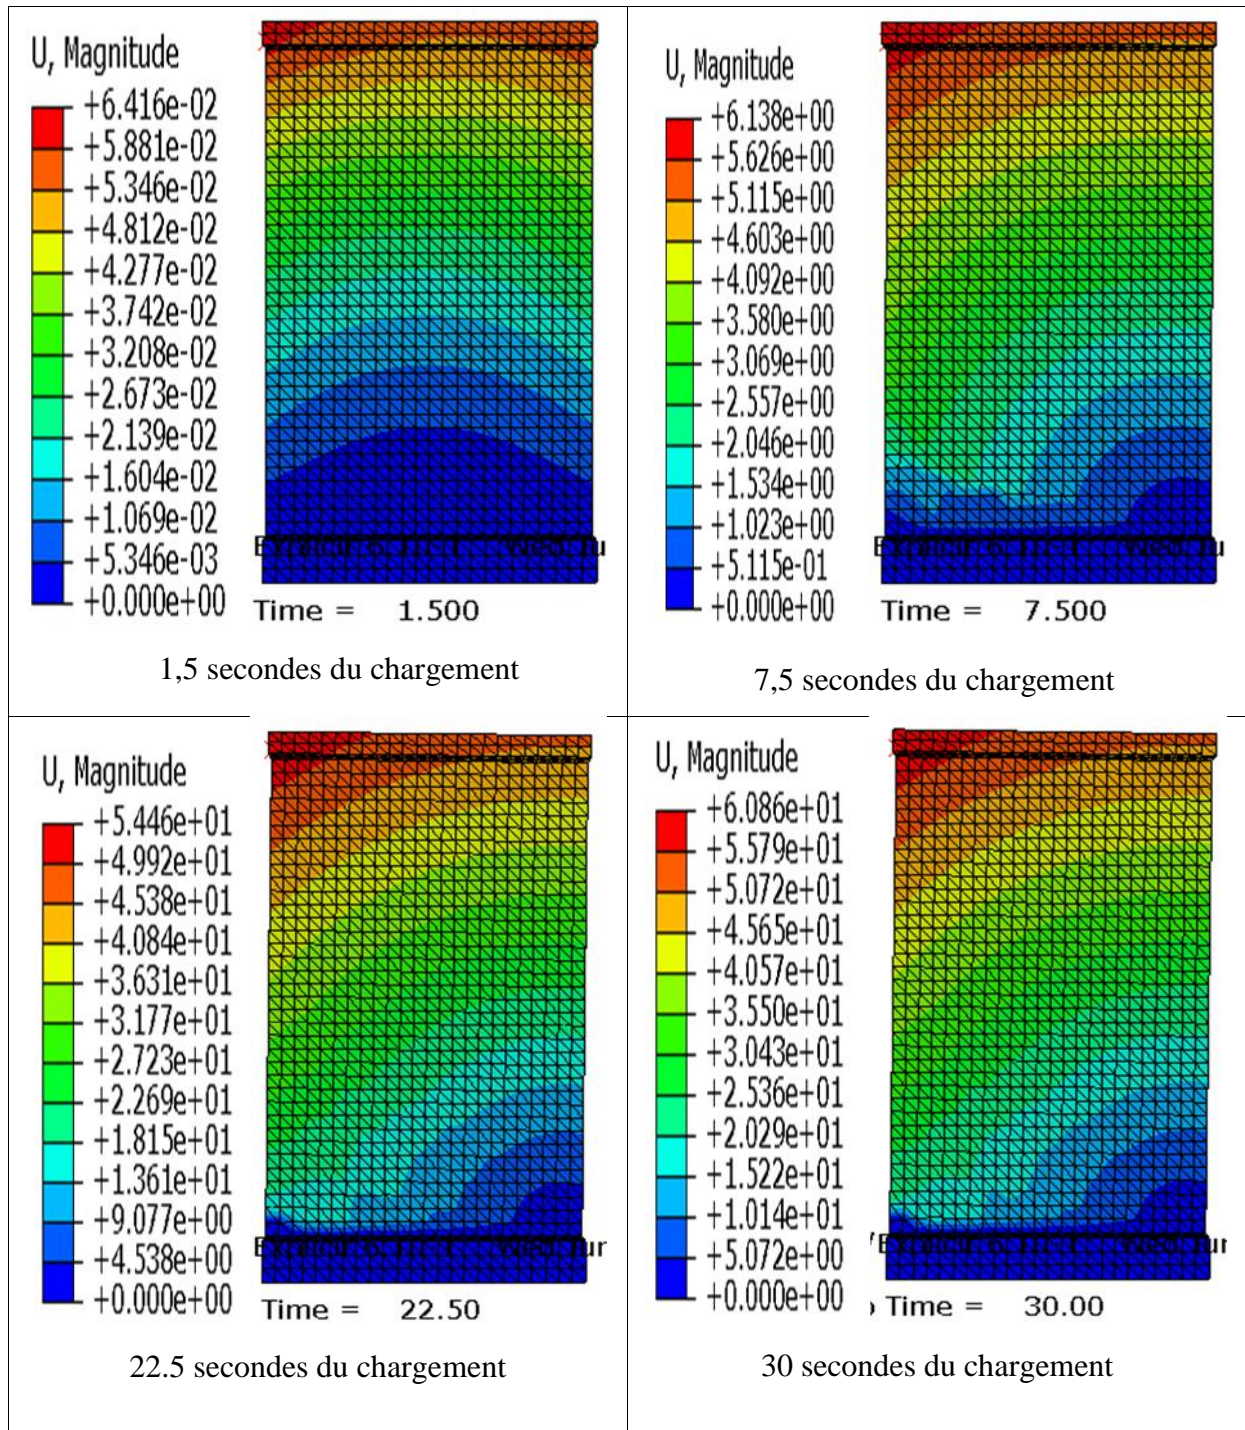 U, Magnitude
+6.416e-02
+5.881e-02
+5.346e-02
+4.812e-02
+4.277e-02
+3.742e-02
+3.208e-02
+2.673e-02
+2.139e-02
+1.604e-02
+1.069e-02
+5.346e-03
+0.000e+00
Time = 1.500
1,5 secondes du chargement
U, Magnitude
+6.138e+00
+5.626e+00
+5.115e+00
+4.603e+00
+4.092e+00
+3.580e+00
+3.069e+00
+2.557e+00
+2.046e+00
+1.534e+00
+1.023e+00
+5.115e-01
+0.000e+00
Time = 7.500
7,5 secondes du chargement
U, Magnitude
+5.446e+01
+4.992e+01
+4.538e+01
+4.084e+01
+3.631e+01
+3.177e+01
+2.723e+01
+2.269e+01
+1.815e+01
+1.361e+01
+9.077e+00
+4.538e+00
+0.000e+00
Time = 22.50
22.5 secondes du chargement
U, Magnitude
+6.086e+01
+5.579e+01
+5.072e+01
+4.565e+01
+4.057e+01
+3.550e+01
+3.043e+01
+2.536e+01
+2.029e+01
+1.522e+01
+1.014e+01
+5.072e+00
+0.000e+00
Time = 30.00
30 secondes du chargement